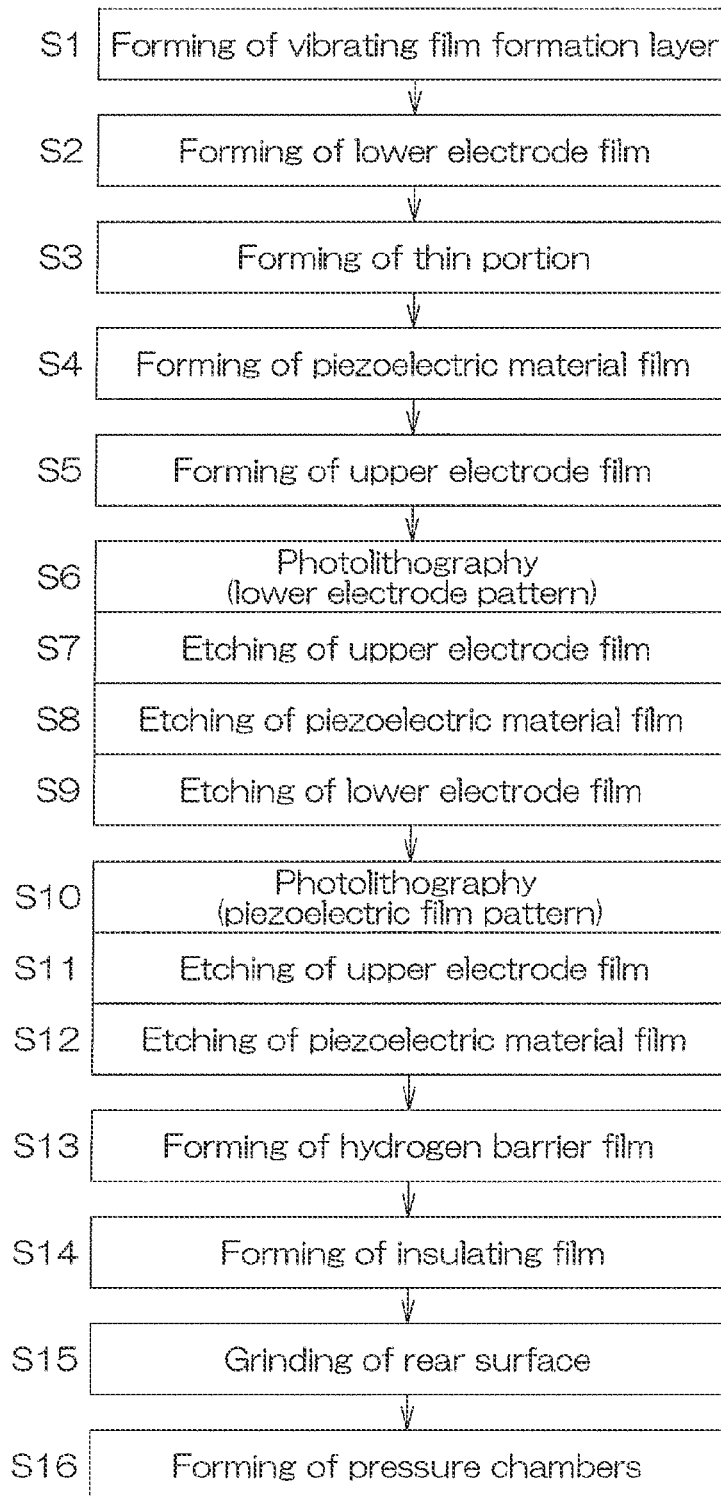 S1 Forming of vibrating film formation layer
S2 Forming of lower electrode film
S3 Forming of thin portion
S4 Forming of piezoelectric material film
S5 Forming of upper electrode film
S6 Photolithography
(lower electrode pattern)
S7 Etching of upper electrode film
S8 Etching of piezoelectric material film
S9 Etching of lower electrode film
S10 Photolithography
(piezoelectric film pattern)
S11 Etching of upper electrode film
S12 Etching of piezoelectric material film
S13 Forming of hydrogen barrier film
S14 Forming of insulating film
S15 Grinding of rear surface
S16 Forming of pressure chambers